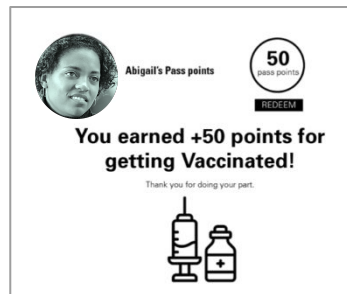 Abigail's Pass points
50
pass points
REDEEM
You earned +50 points for
getting Vaccinated!
Thank you for doing your part.